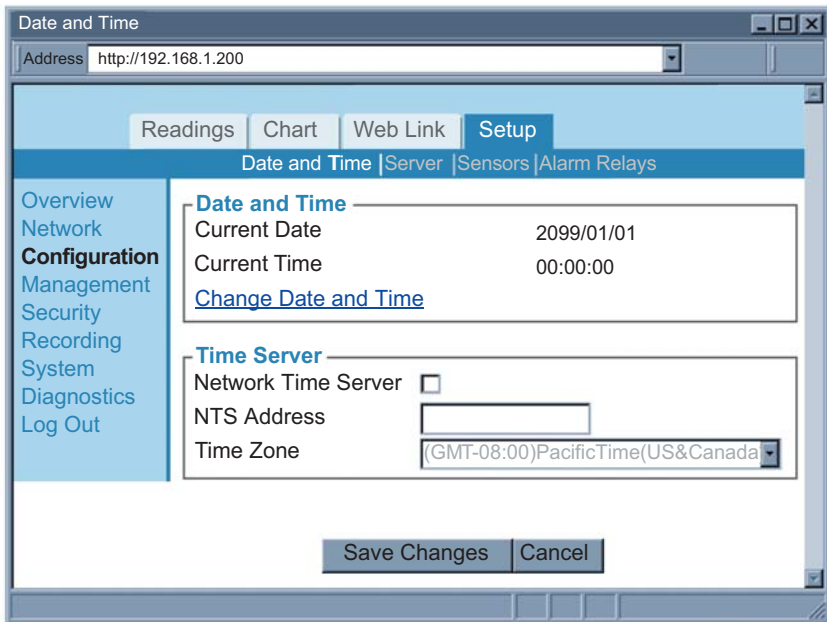 Date and Time
Address http://192.168.1.200
Readings Chart Web Link Setup
Date and Time |Server |Sensors |Alarm Relays
Overview
Network
Configuration
Management
Security
Recording
System
Diagnostics
Log Out
Date and Time
Current Date 2099/01/01
Current Time 00:00:00
Change Date and Time
Time Server
Network Time Server
NTS Address
Time Zone (GMT-08:00)PacificTime(US&Canada
Save Changes Cancel